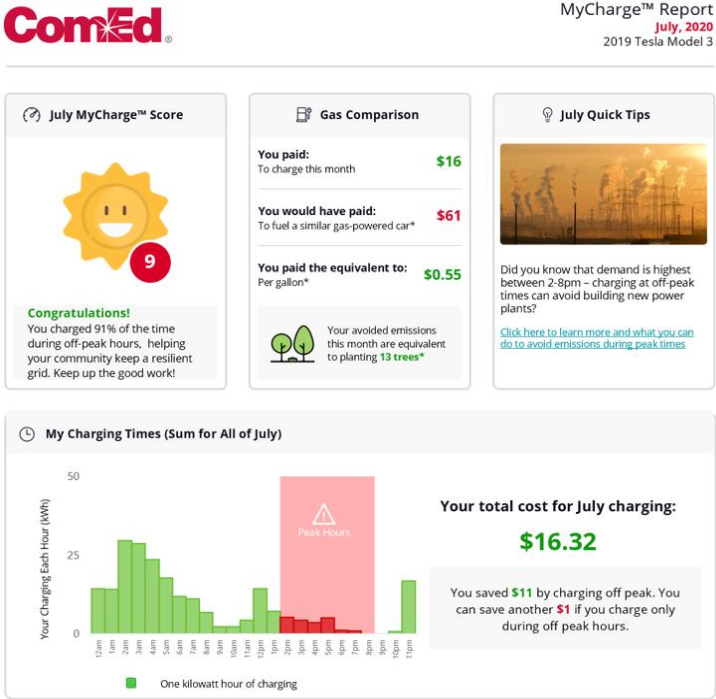 ComEd®
MyCharge™ Report
July, 2020
2019 Tesla Model 3
July MyCharge™ Score
9
Congratulations!
You charged 91% of the time
during off-peak hours, helping
your community keep a resilient
grid. Keep up the good work!
Gas Comparison
You paid:
To charge this month
$16
You would have paid:
To fuel a similar gas-powered car*
$61
You paid the equivalent to:
Per gallon*
$0.55
Your avoided emissions
this month are equivalent
to planting 13 trees*
July Quick Tips
Did you know that demand is highest
between 2-8pm – charging at off-peak
times can avoid building new power
plants?
Click here to learn more and what you can
do to avoid emissions during peak times
My Charging Times (Sum for All of July)
Your Charging Each Hour (kWh)
50
25
0
Peak Hours
12am
1am
2am
3am
4am
5am
6am
7am
8am
9am
10am
11am
12pm
1pm
2pm
3pm
4pm
5pm
6pm
7pm
8pm
9pm
10pm
11pm
One kilowatt hour of charging
Your total cost for July charging:
$16.32
You saved $11 by charging off peak. You
can save another $1 if you charge only
during off peak hours.